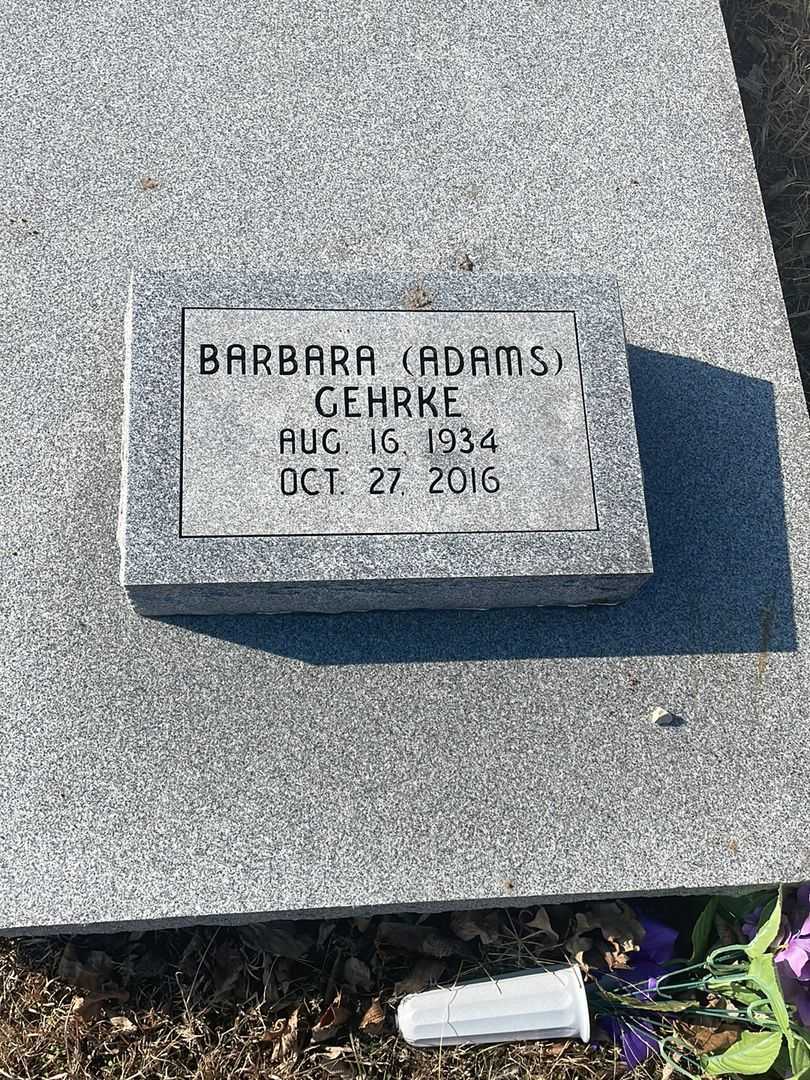 BARBARA (ADAMS)
GEHRKE
AUG. 16, 1934
OCT. 27, 2016